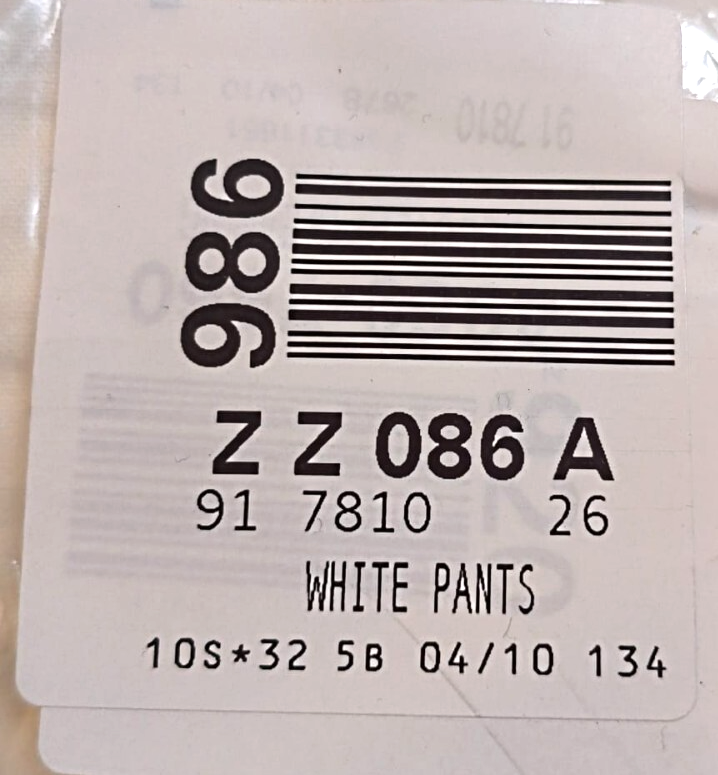 986
Z Z 086 A
91 7810 26
WHITE PANTS
10S*32 5B 04/10 134